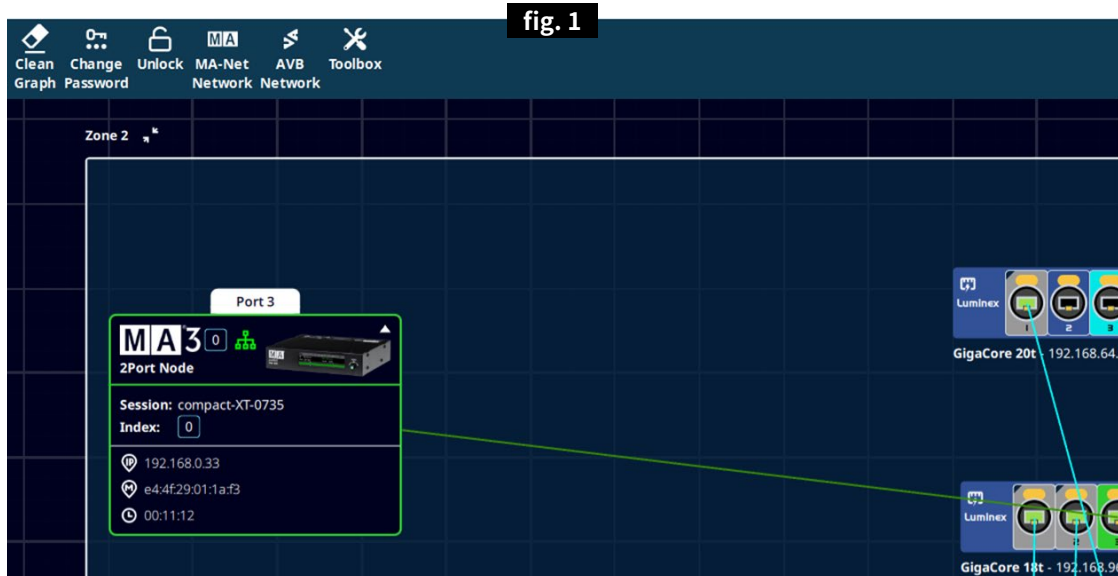 fig. 1
Clean Graph
Change Password
Unlock
MA-Net Network
AVB Network
Toolbox
Zone 2
Port 3
MA3 0
2Port Node
Session: compact-XT-0735
Index: 0
192.168.0.33
e4:4f:29:01:1a:f3
00:11:12
Luminex
1 2 3
GigaCore 20t - 192.168.64.
Luminex
2
GigaCore 18t - 192.168.9